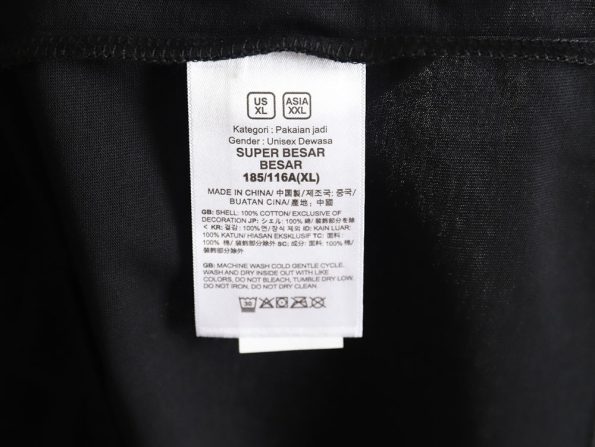 US XL ASIA XXL
Kategori : Pakaian jadi
Gender : Unisex Dewasa
SUPER BESAR
BESAR
185/116A(XL)
MADE IN CHINA/ 中国製/제조국: 중국/
BUATAN CINA/產地：中國
GB: SHELL: 100% COTTON/ EXCLUSIVE OF
DECORATION JP: シェル: 100% 綿/ 装飾部分を除
< KR: 겉감: 100%면/장식 제외 ID: KAIN LUAR:
100% KATUN/ HIASAN EKSKLUSIF TC: 面料:
100% 棉/ 裝飾部分除外 SC: 成分: 面料: 100% 棉/
装饰部分除外
GB: MACHINE WASH COLD GENTLE CYCLE,
WASH AND DRY INSIDE OUT WITH LIKE
COLORS, DO NOT BLEACH, TUMBLE DRY LOW,
DO NOT IRON, DO NOT DRY CLEAN
30